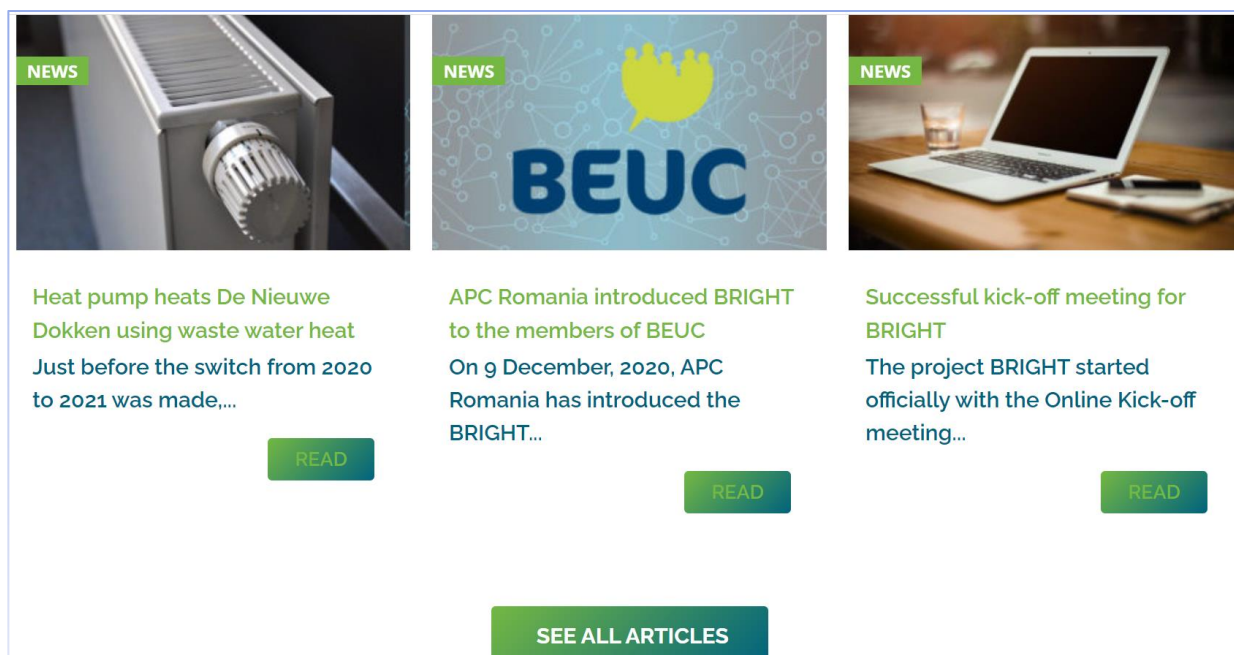 NEWS
NEWS
BEUC
NEWS
Heat pump heats De Nieuwe
Dokken using waste water heat
Just before the switch from 2020
to 2021 was made,...
READ
APC Romania introduced BRIGHT
to the members of BEUC
On 9 December, 2020, APC
Romania has introduced the
BRIGHT...
READ
Successful kick-off meeting for
BRIGHT
The project BRIGHT started
officially with the Online Kick-off
meeting...
READ
SEE ALL ARTICLES